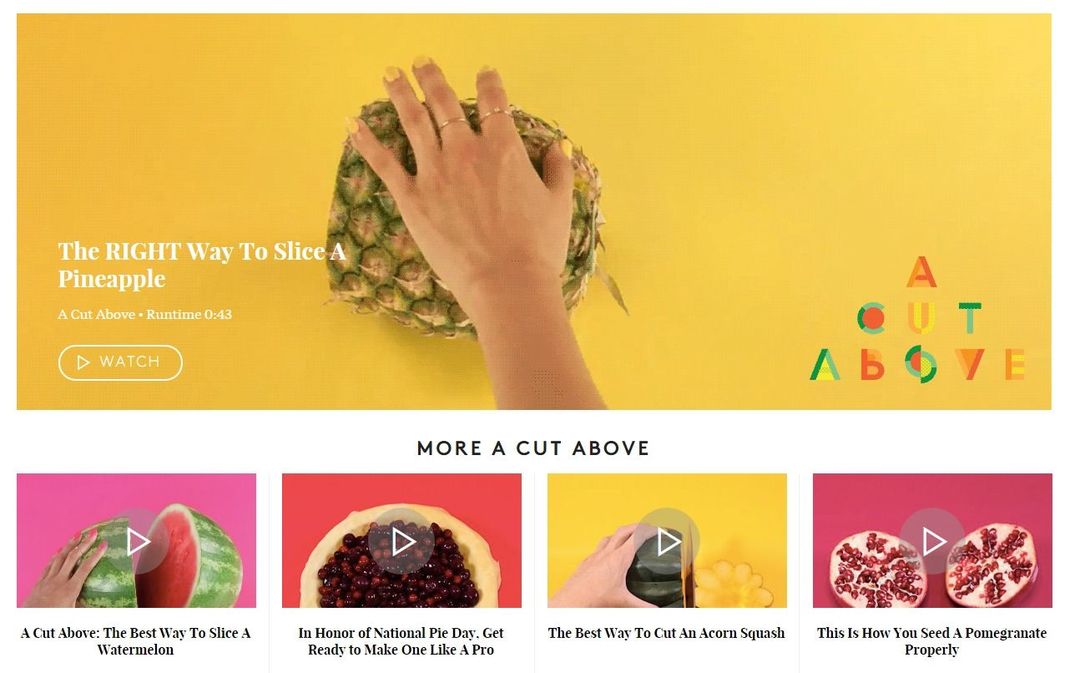 The RIGHT Way To Slice A
Pineapple
A Cut Above • Runtime 0:43
WATCH
A
CUT
ABOVE
MORE A CUT ABOVE
A Cut Above: The Best Way To Slice A
Watermelon
In Honor of National Pie Day, Get
Ready to Make One Like A Pro
The Best Way To Cut An Acorn Squash
This Is How You Seed A Pomegranate
Properly